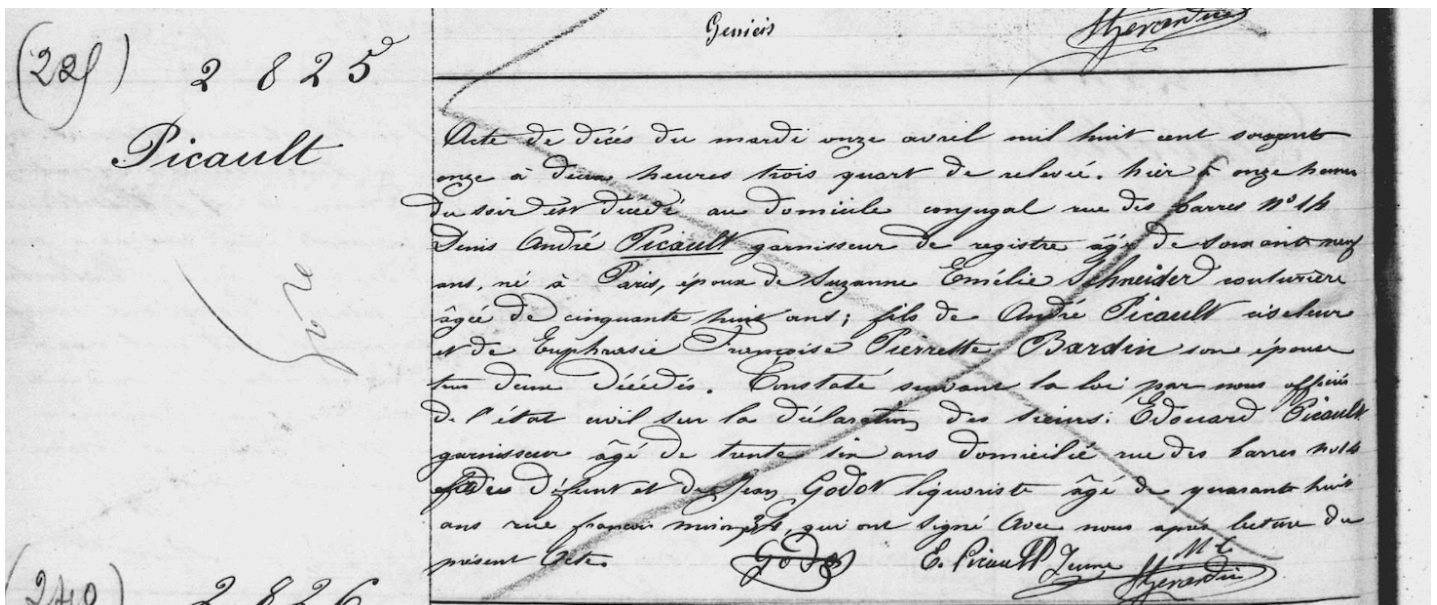 Geniès
2825
Picault
Acte de décès du mardi onze avril mil huit cent soixante
onze à deux heures trois quart de relevée. hier à onze heures
du soir est décédé au domicile conjugal rue des barres n° 14
Denis André Picault garnisseur de registre âgé de soixante neuf
ans, né à Paris, époux de Suzanne Emélie Schneider couturière
âgée de cinquante huit ans; fils de André Picault ciseleur
et de Euphrasie Françoise Pierrette Bardin son épouse
tous deux décédés. Constaté suivant la loi par nous officier
de l'état civil sur la déclaration des sieurs: Edouard Picault
garnisseur âgé de trente six ans domicilié rue des barres n° 14
fils du défunt et de Jean Godot liquoriste âgé de quarante huit
ans rue françois miron, qui ont signé avec nous après lecture du
présent acte.
Godot E. Picault Jeune
(240) 2826